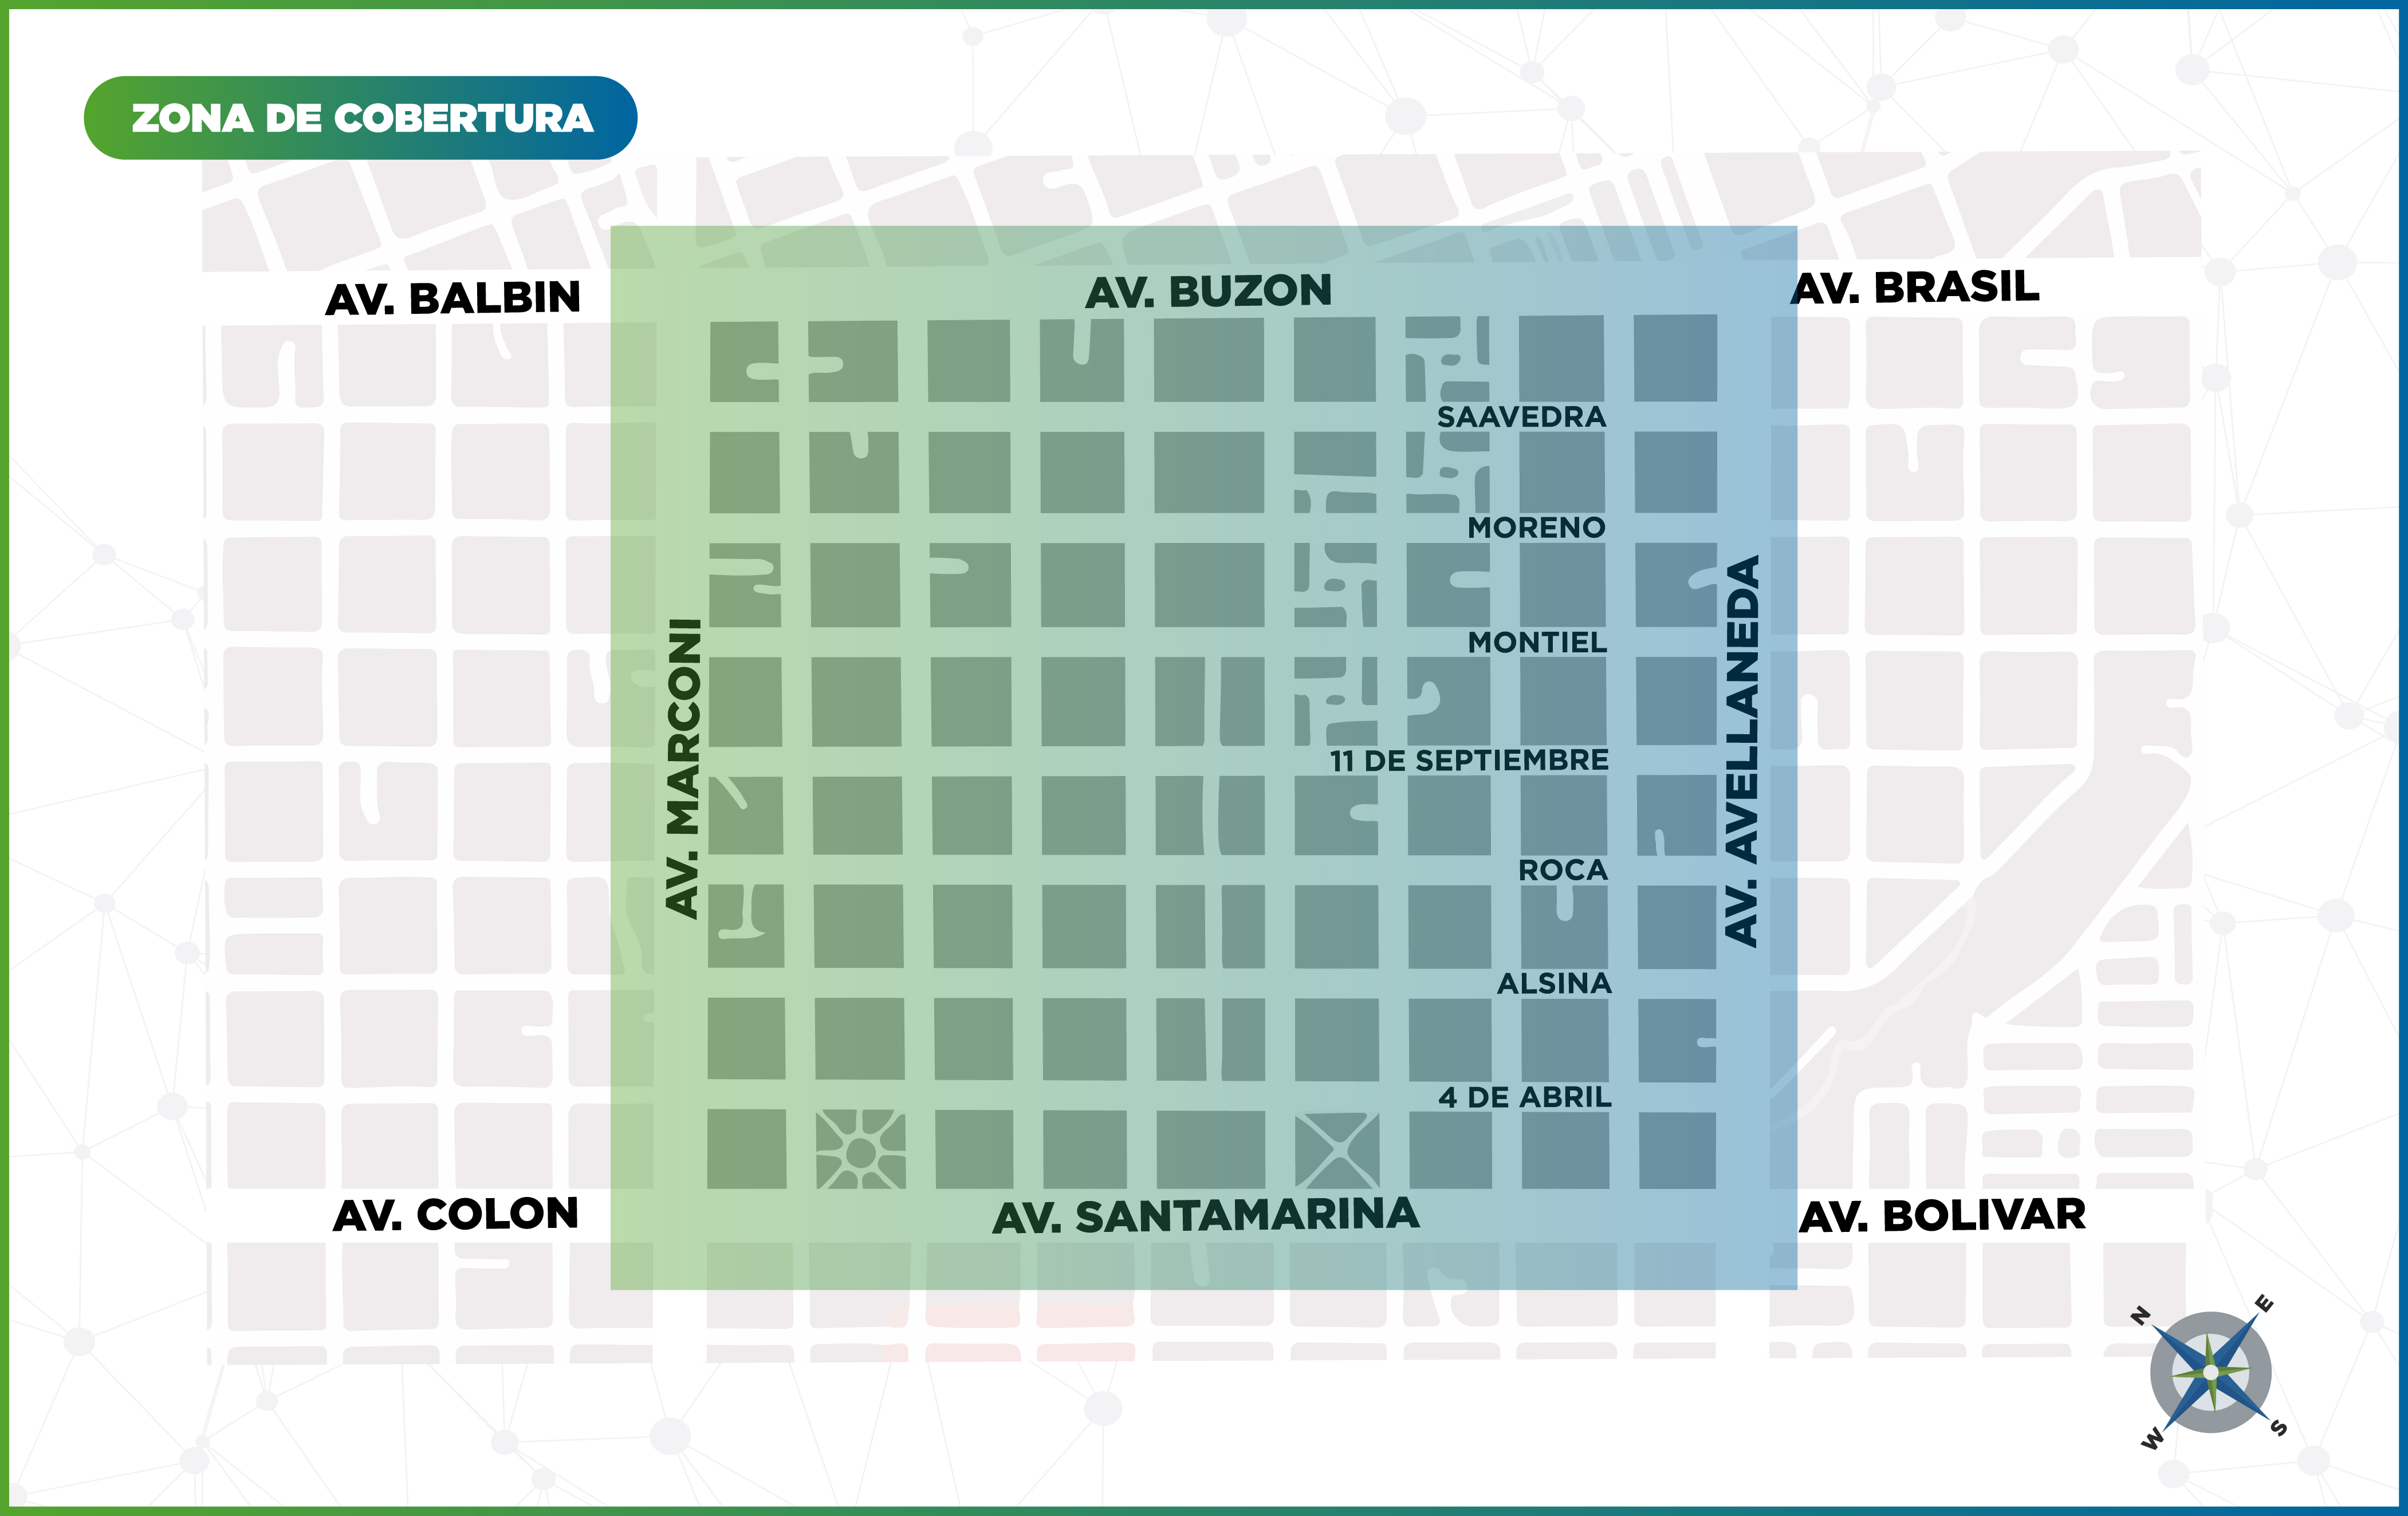 ZONA DE COBERTURA
AV. BALBIN
AV. BUZON
AV. BRASIL
SAAVEDRA
MORENO
MONTIEL
AV. MARCONI
AV. AVELLANEDA
11 DE SEPTIEMBRE
ROCA
ALSINA
4 DE ABRIL
AV. COLON
AV. SANTAMARINA
AV. BOLIVAR
N
E
W
S